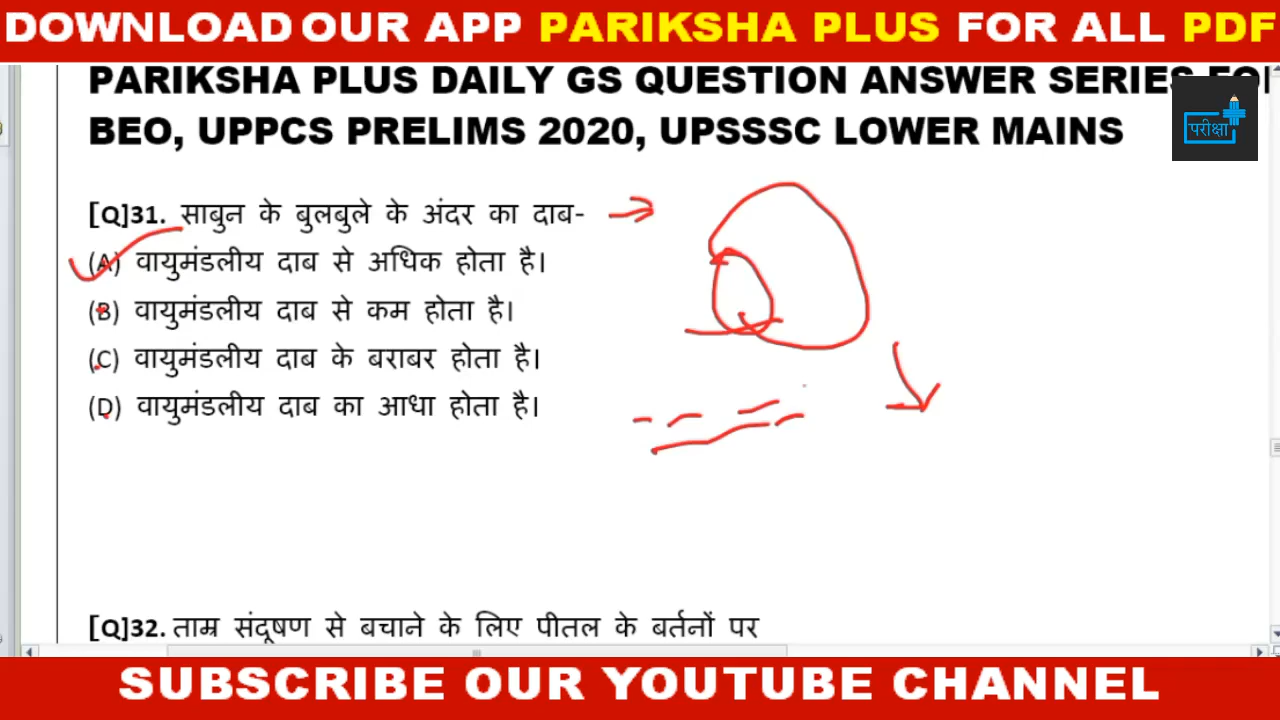 DOWNLOAD OUR APP PARIKSHA PLUS FOR ALL PDF
PARIKSHA PLUS DAILY GS QUESTION ANSWER SERIES FO
परीक्षा
BEO, UPPCS PRELIMS 2020, UPSSSC LOWER MAINS
[Q]31. साबुन के बुलबुले के अंदर का दाब-
(A) वायुमंडलीय दाब से अधिक होता है।
(B) वायुमंडलीय दाब से कम होता है।
(C) वायुमंडलीय दाब के बराबर होता है।
(D) वायुमंडलीय दाब का आधा होता है।
[Q]32. ताम्र संदूषण से बचाने के लिए पीतल के बर्तनों पर
SUBSCRIBE OUR YOUTUBE CHANNEL